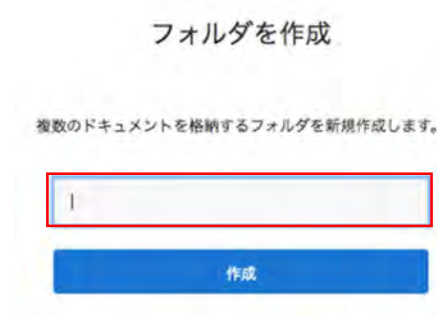 フォルダを作成
複数のドキュメントを格納するフォルダを新規作成します。
作成